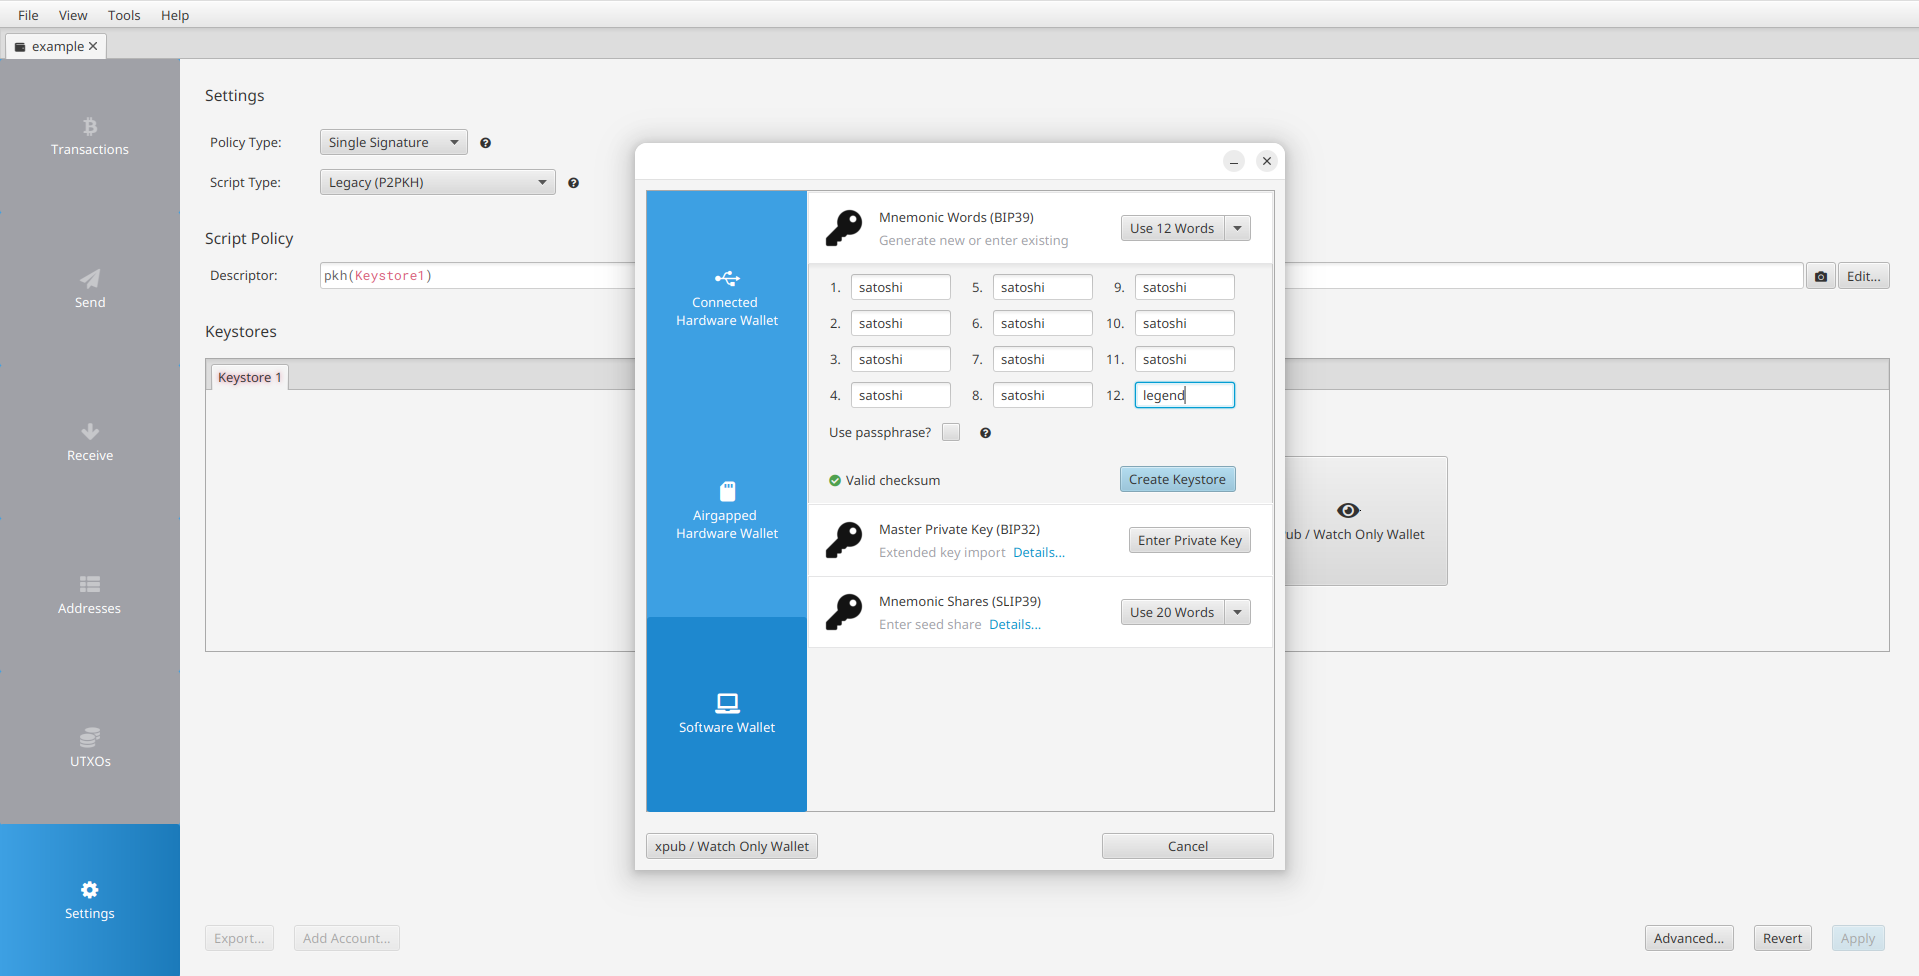 File View Tools Help
example
Transactions
Send
Receive
Addresses
UTXOs
Settings
Settings
Policy Type: Single Signature
Script Type: Legacy (P2PKH)
Script Policy
Descriptor: pkh(Keystore1)
Edit...
Keystores
Keystore 1
ub / Watch Only Wallet
Export... Add Account...
Advanced... Revert Apply
Connected
Hardware Wallet
Airgapped
Hardware Wallet
Software Wallet
Mnemonic Words (BIP39)
Generate new or enter existing
Use 12 Words
1. satoshi 5. satoshi 9. satoshi
2. satoshi 6. satoshi 10. satoshi
3. satoshi 7. satoshi 11. satoshi
4. satoshi 8. satoshi 12. legend
Use passphrase?
Valid checksum
Create Keystore
Master Private Key (BIP32)
Extended key import Details...
Enter Private Key
Mnemonic Shares (SLIP39)
Enter seed share Details...
Use 20 Words
xpub / Watch Only Wallet
Cancel